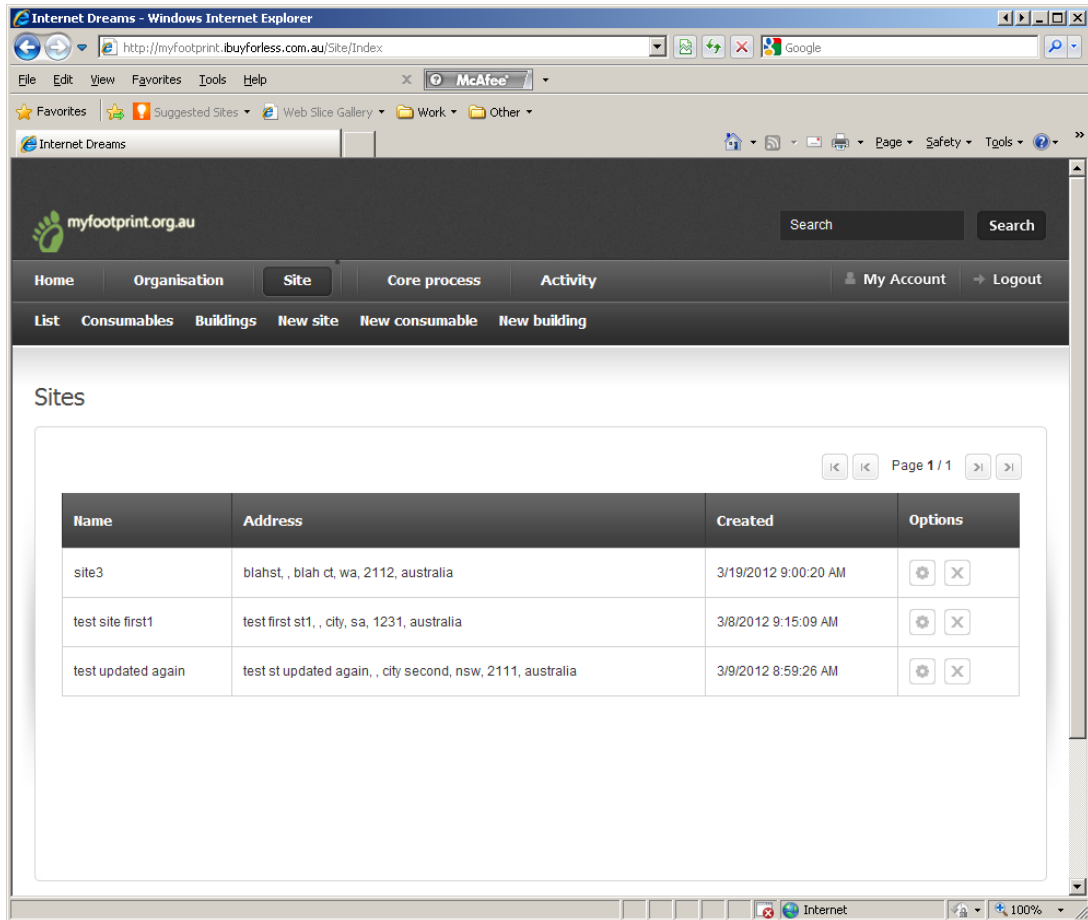 Internet Dreams - Windows Internet Explorer
http://myfootprint.ibuyforless.com.au/Site/Index Google
File Edit View Favorites Tools Help x McAfee
Favorites Suggested Sites Web Slice Gallery Work Other
Internet Dreams Page Safety Tools »
myfootprint.org.au Search Search
Home Organisation Site Core process Activity My Account Logout
List Consumables Buildings New site New consumable New building
Sites
Page 1 / 1
Name Address Created Options
site3 blahst, , blah ct, wa, 2112, australia 3/19/2012 9:00:20 AM
test site first1 test first st1, , city, sa, 1231, australia 3/8/2012 9:15:09 AM
test updated again test st updated again, , city second, nsw, 2111, australia 3/9/2012 8:59:26 AM
Internet 100%